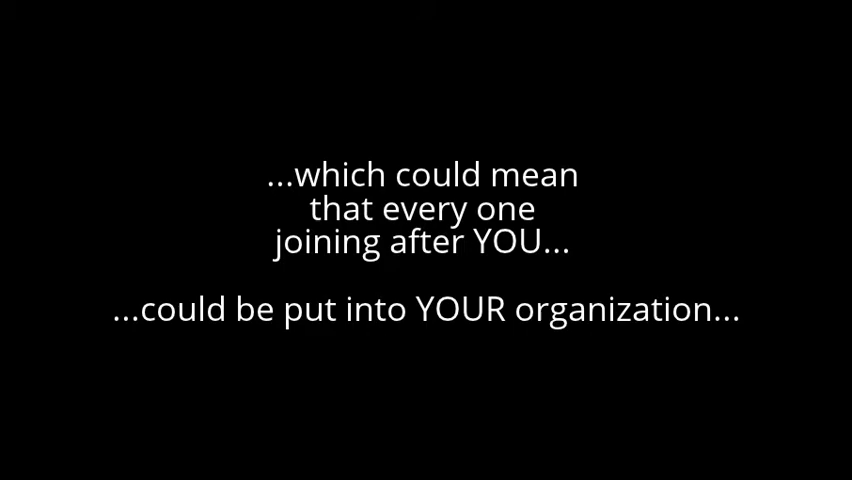 ...which could mean
that every one
joining after YOU...
...could be put into YOUR organization...